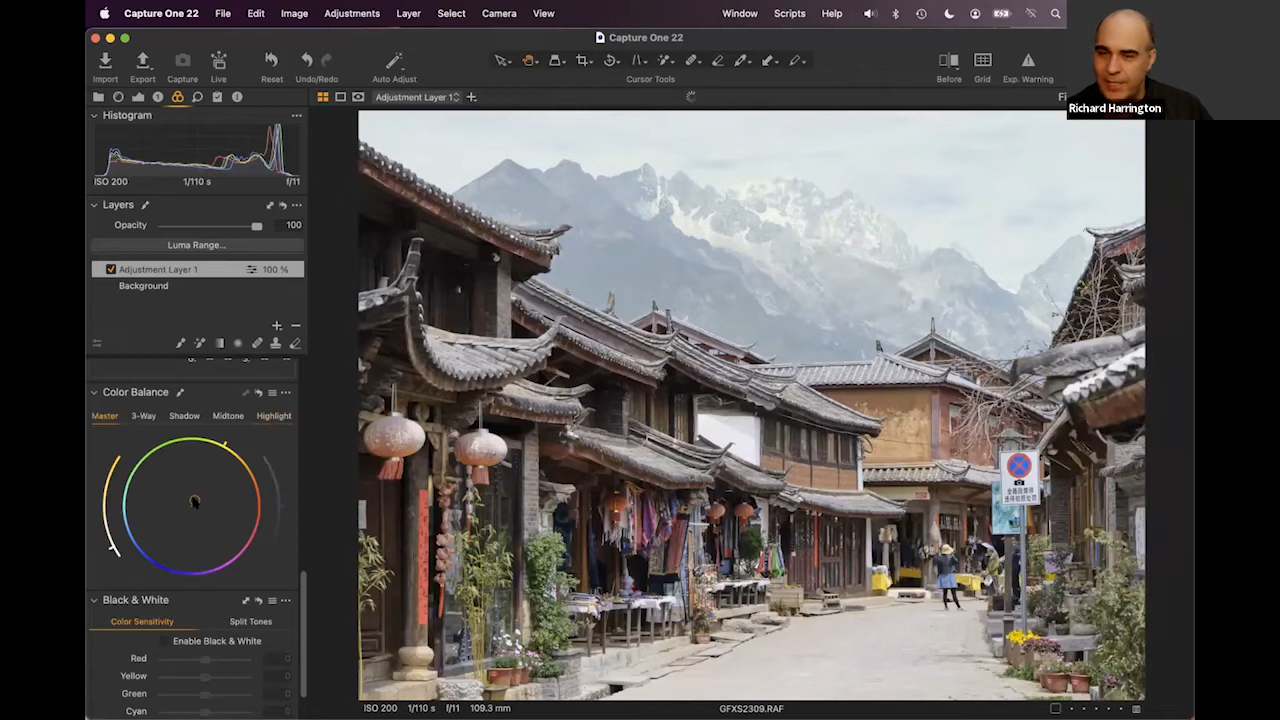 Capture One 22 File Edit Image Adjustments Layer Select Camera View Window Scripts Help
Capture One 22
Import Export Capture Live Reset Undo/Redo Auto Adjust Cursor Tools Before Grid Exp. Warning
Richard Harrington
Adjustment Layer 1
Histogram
ISO 200 1/110 s f/11
Layers
Opacity 100
Luma Range...
Adjustment Layer 1 100 %
Background
Color Balance
Master 3-Way Shadow Midtone Highlight
Black & White
Color Sensitivity Split Tones
Enable Black & White
Red 0
Yellow 0
Green 0
Cyan 0
ISO 200 1/110 s f/11 109.3 mm GFXS2309.RAF